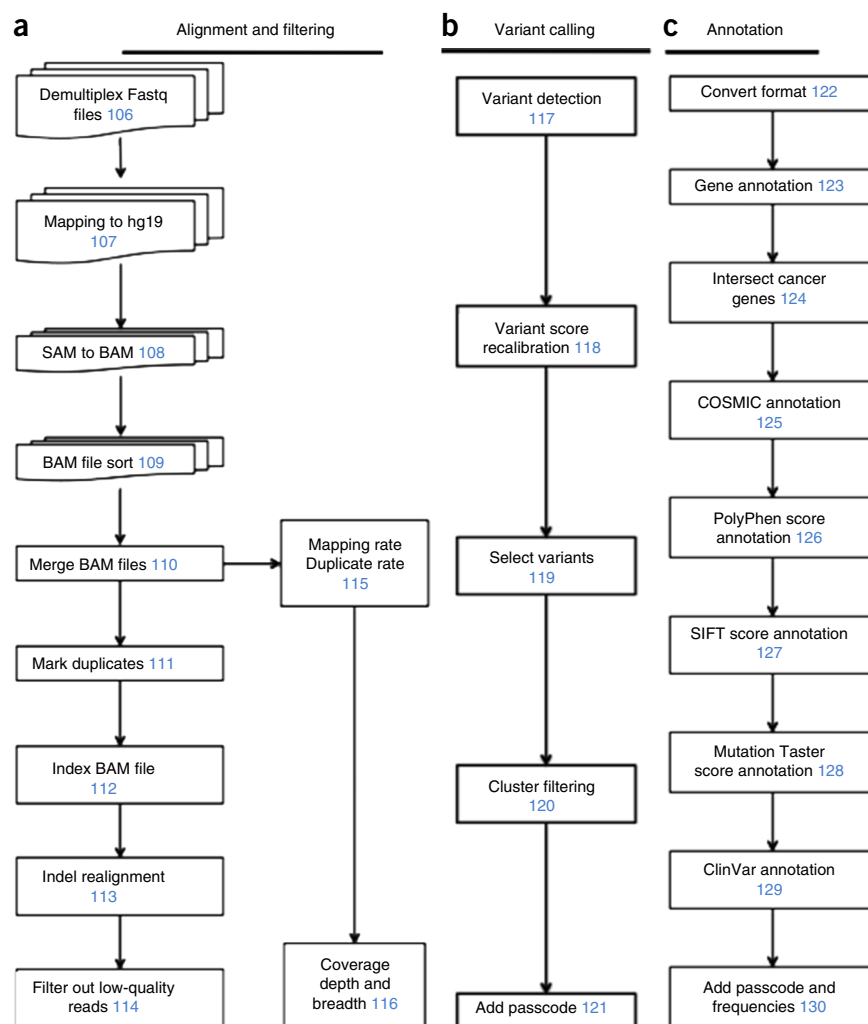 a
Alignment and filtering
Demultiplex Fastq
files 106
Mapping to hg19
107
SAM to BAM 108
BAM file sort 109
Merge BAM files 110
Mark duplicates 111
Index BAM file
112
Indel realignment
113
Filter out low-quality
reads 114
Mapping rate
Duplicate rate
115
Coverage
depth and
breadth 116
b
Variant calling
Variant detection
117
Variant score
recalibration 118
Select variants
119
Cluster filtering
120
Add passcode 121
c
Annotation
Convert format 122
Gene annotation 123
Intersect cancer
genes 124
COSMIC annotation
125
PolyPhen score
annotation 126
SIFT score annotation
127
Mutation Taster
score annotation 128
ClinVar annotation
129
Add passcode and
frequencies 130